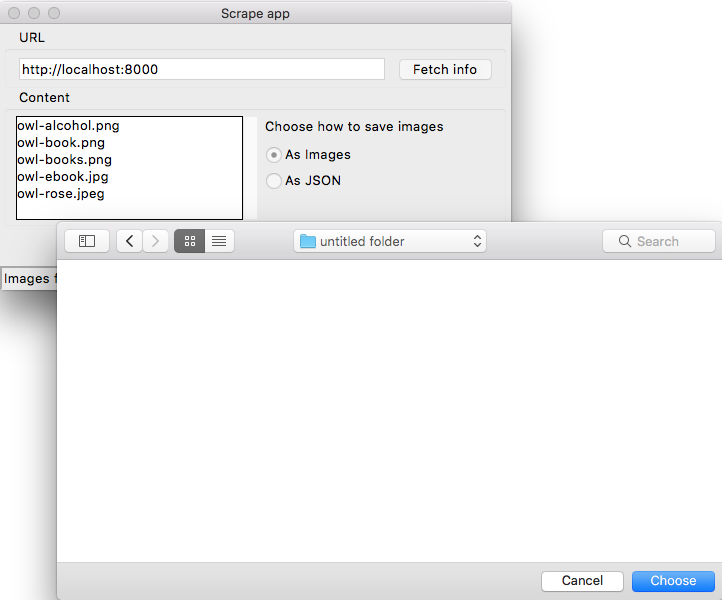 Scrape app
URL
http://localhost:8000
Fetch info
Content
owl-alcohol.png
owl-book.png
owl-books.png
owl-ebook.jpg
owl-rose.jpeg
Choose how to save images
As Images
As JSON
Images
untitled folder
Search
Cancel
Choose